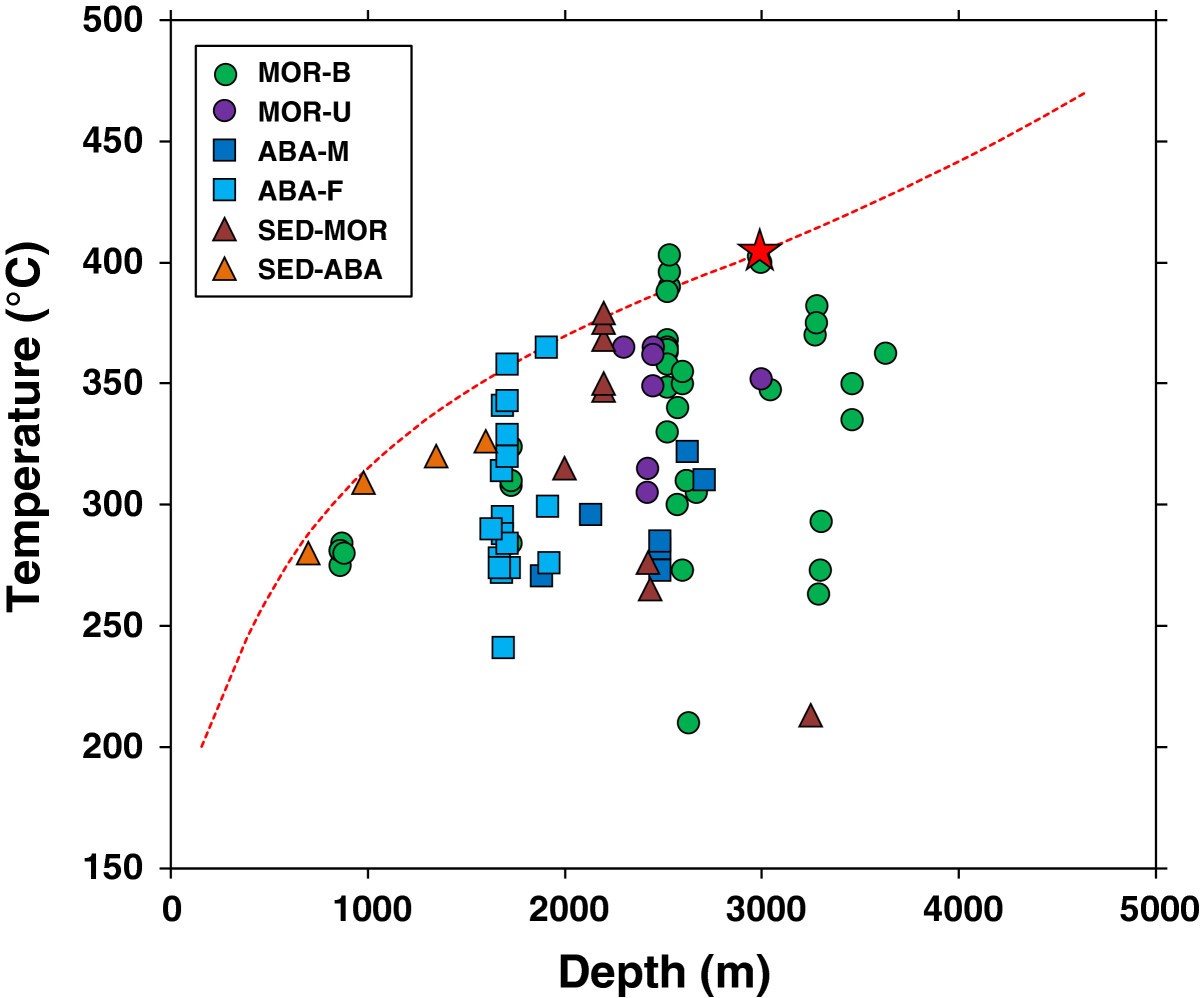 500
450
400
350
300
250
200
150
Temperature (°C)
MOR-B
MOR-U
ABA-M
ABA-F
SED-MOR
SED-ABA
0 1000 2000 3000 4000 5000
Depth (m)